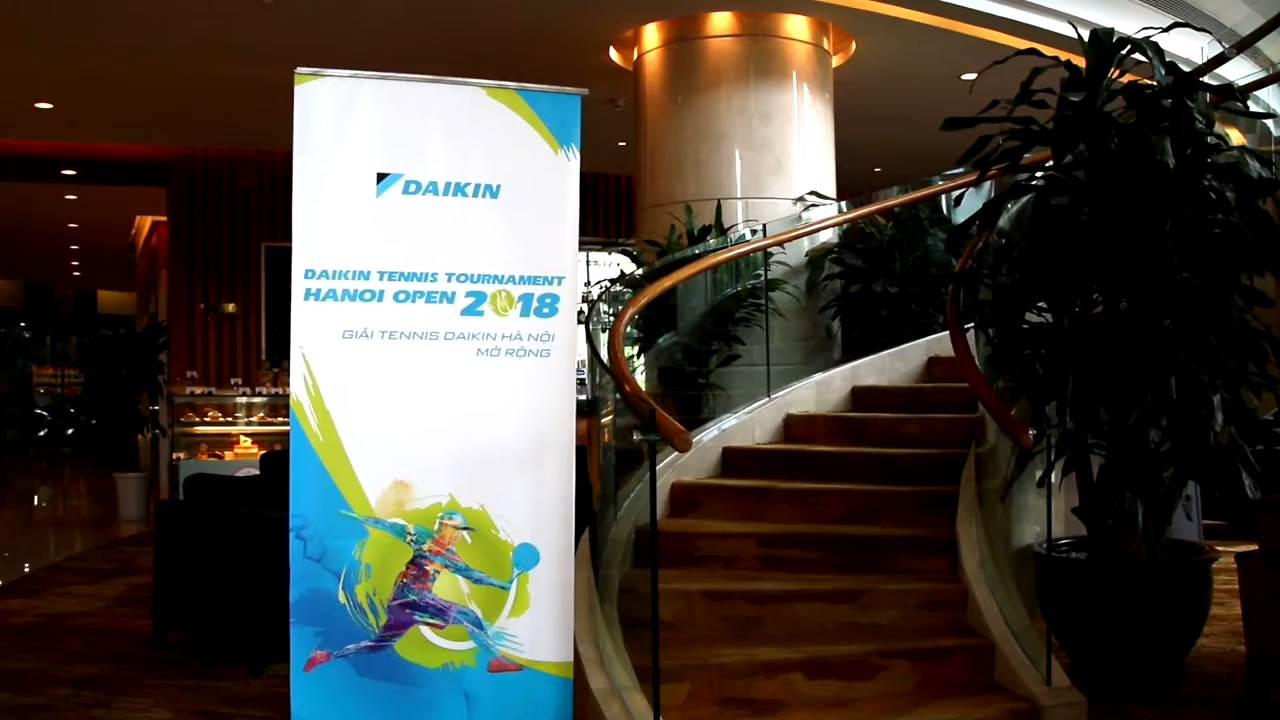 DAIKIN
DAIKIN TENNIS TOURNAMENT
HANOI OPEN 2018
GIẢI TENNIS DAIKIN HÀ NỘI
MỞ RỘNG